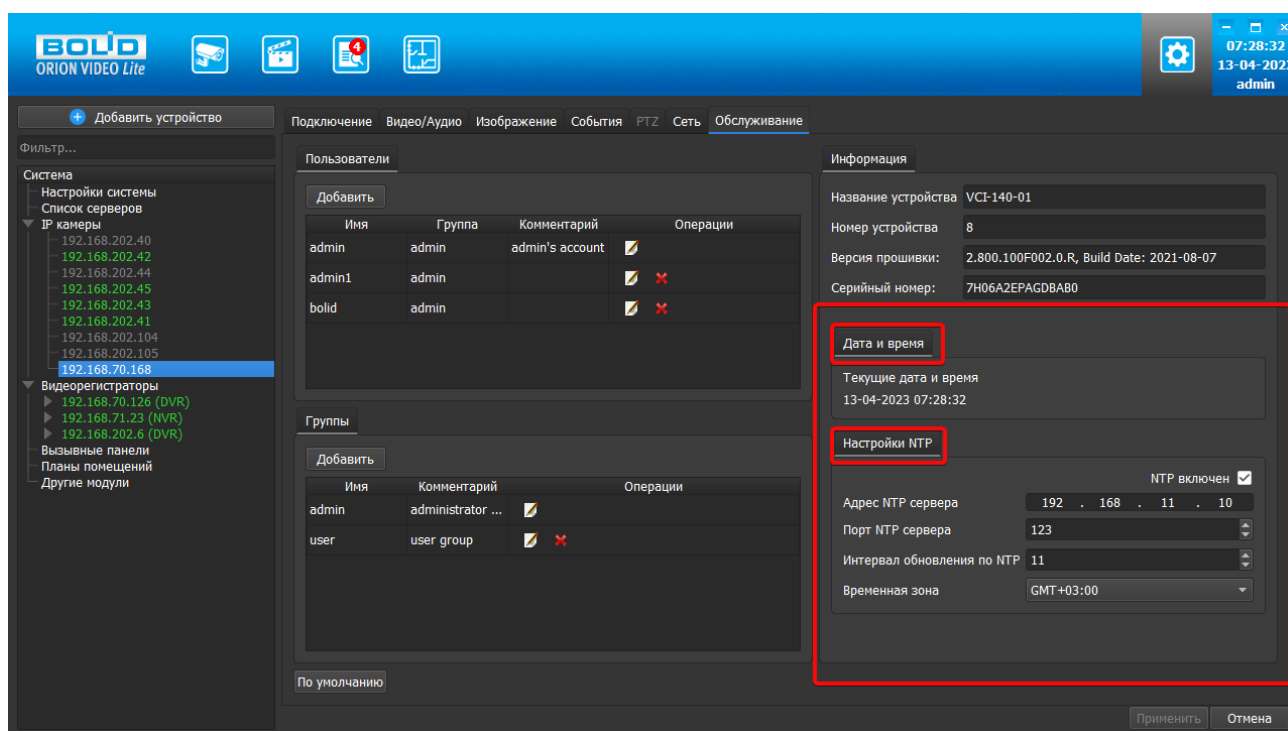 BOLID
ORION VIDEO Lite
4
07:28:32
13-04-2023
admin
Добавить устройство
Фильтр...
Система
Настройки системы
Список серверов
IP камеры
192.168.202.40
192.168.202.42
192.168.202.44
192.168.202.45
192.168.202.43
192.168.202.41
192.168.202.104
192.168.202.105
192.168.70.168
Видеорегистраторы
192.168.70.126 (DVR)
192.168.71.23 (NVR)
192.168.202.6 (DVR)
Вызывные панели
Планы помещений
Другие модули
Подключение Видео/Аудио Изображение События PTZ Сеть Обслуживание
Пользователи
Добавить
Имя Группа Комментарий Операции
admin admin admin's account
admin1 admin
bolid admin
Группы
Добавить
Имя Комментарий Операции
admin administrator ...
user user group
По умолчанию
Информация
Название устройства VCI-140-01
Номер устройства 8
Версия прошивки: 2.800.100F002.0.R, Build Date: 2021-08-07
Серийный номер: 7H06A2EPAGDBAB0
Дата и время
Текущие дата и время
13-04-2023 07:28:32
Настройки NTP
NTP включен
Адрес NTP сервера 192 . 168 . 11 . 10
Порт NTP сервера 123
Интервал обновления по NTP 11
Временная зона GMT+03:00
Применить Отмена